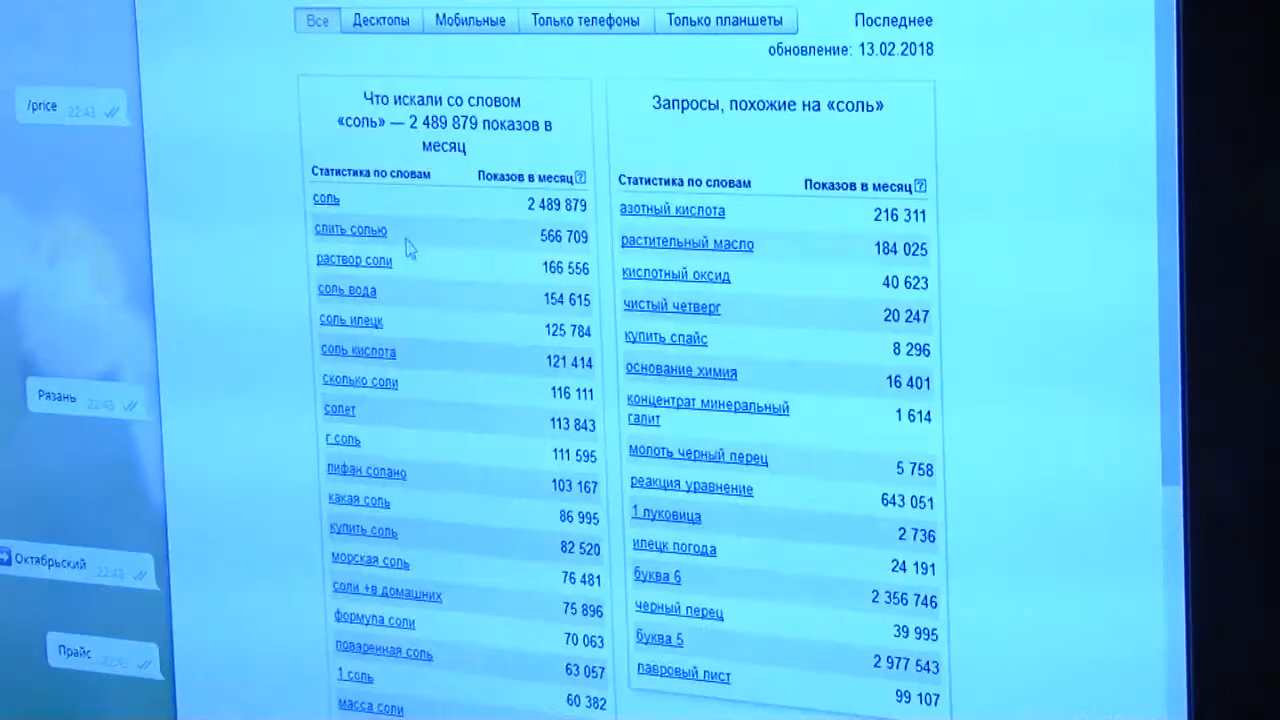 Все Десктопы Мобильные Только телефоны Только планшеты
Последнее
обновление: 13.02.2018
/price 22:43
Рязань 22:43
Октябрьский 22:43
Прайс
Что искали со словом
«соль» — 2 489 879 показов в
месяц
Статистика по словам Показов в месяц ?
соль 2 489 879
слить солью 566 709
раствор соли 166 556
соль вода 154 615
соль илецк 125 784
соль кислота 121 414
сколько соли 116 111
солет 113 843
г соль 111 595
лифан солано 103 167
какая соль 86 995
купить соль 82 520
морская соль 76 481
соли +в домашних 75 896
формула соли 70 063
поваренная соль 63 057
1 соль 60 382
масса соли
Запросы, похожие на «соль»
Статистика по словам Показов в месяц ?
азотный кислота 216 311
растительный масло 184 025
кислотный оксид 40 623
чистый четверг 20 247
купить спайс 8 296
основание химия 16 401
концентрат минеральный
галит 1 614
молоть черный перец 5 758
реакция уравнение 643 051
1 луковица 2 736
илецк погода 24 191
буква 6 2 356 746
черный перец 39 995
буква 5 2 977 543
лавровый лист 99 107